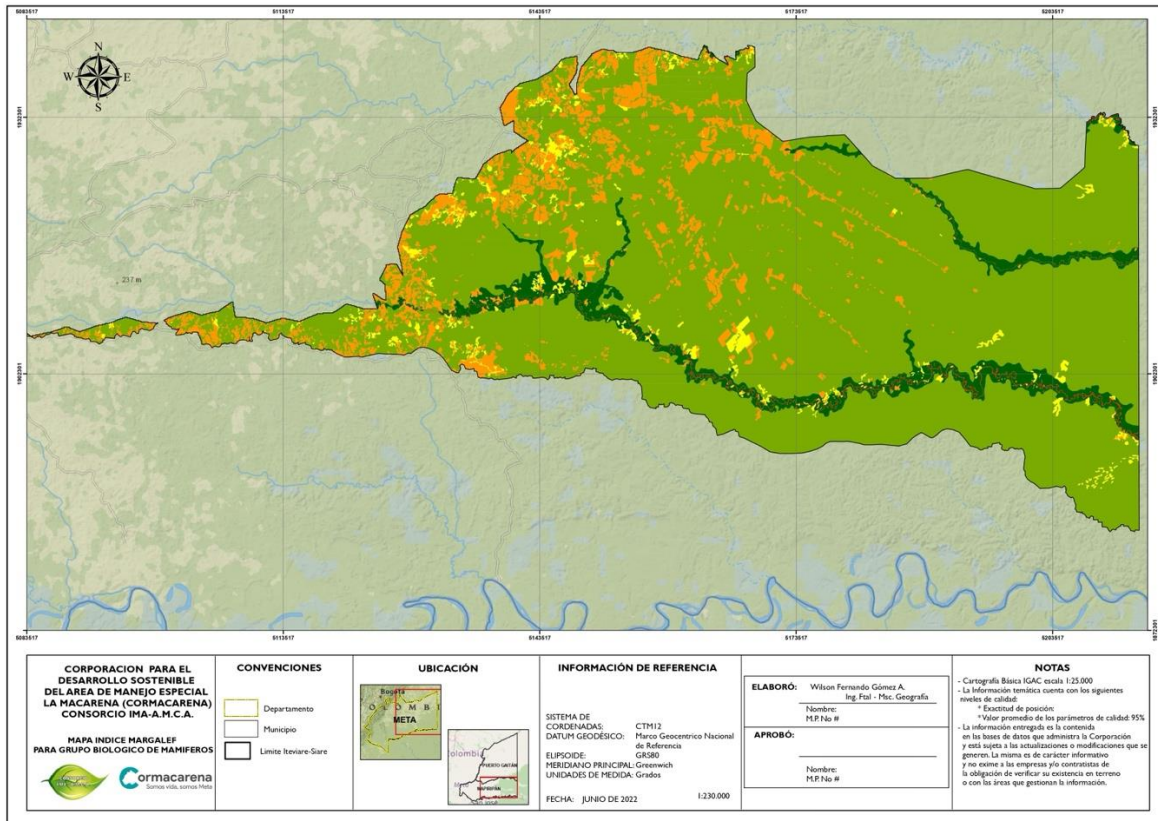 5083517
5113517
5143517
5173517
5203517
N
W
E
S
1932301
1932301
237 m
1902301
1902301
1872301
5083517
5113517
5143517
5173517
5203517
CORPORACION PARA EL
DESARROLLO SOSTENIBLE
DEL AREA DE MANEJO ESPECIAL
LA MACARENA (CORMACARENA)
CONSORCIO IMA-A.M.C.A.
MAPA INDICE MARGALEF
PARA GRUPO BIOLOGICO DE MAMIFEROS
Cormacarena
Somos vida, somos Meta
CONVENCIONES
Departamento
Municipio
Limite Iteviare-Siare
UBICACIÓN
Bogotá
META
PUERTO GAITÁN
MAPIRIPÁN
INFORMACIÓN DE REFERENCIA
SISTEMA DE
CORDENADAS: CTM12
DATUM GEODÉSICO: Marco Geocentrico Nacional
de Referencia
ELIPSOIDE: GRS80
MERIDIANO PRINCIPAL: Greenwich
UNIDADES DE MEDIDA: Grados
FECHA: JUNIO DE 2022
1:230.000
ELABORÓ: Wilson Fernando Gómez A.
Ing. Ftal - Msc. Geografía
Nombre:
M.P. No #
APROBÓ:
Nombre:
M.P. No #
NOTAS
- Cartografía Básica IGAC escala 1:25.000
- La Información temática cuenta con los siguientes
niveles de calidad:
* Exactitud de posición:
*Valor promedio de los parámetros de calidad: 95%
- La información entregada es la contenida
en las bases de datos que administra la Corporación
y está sujeta a las actualizaciones o modificaciones que se
generen. La misma es de carácter informativo
y no exime a las empresas y/o contratistas de
la obligación de verificar su existencia en terreno
o con las áreas que gestionan la información.